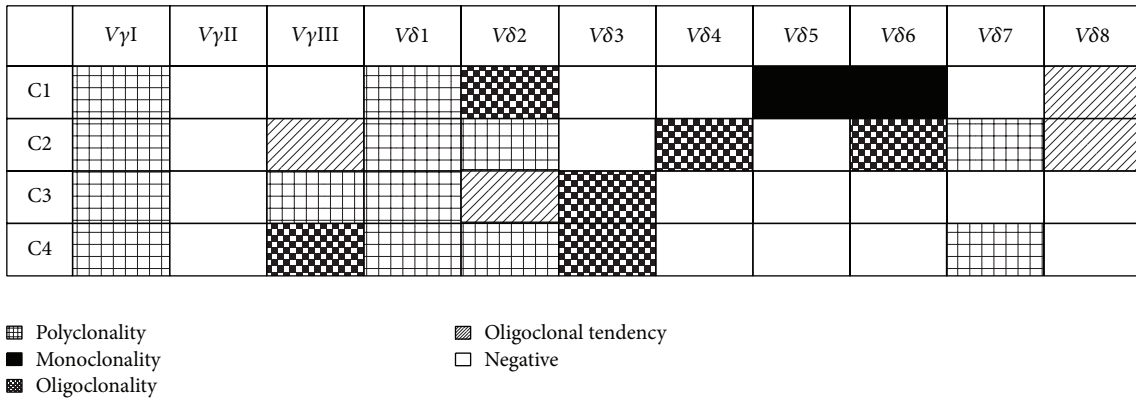 VγI VγII VγIII Vδ1 Vδ2 Vδ3 Vδ4 Vδ5 Vδ6 Vδ7 Vδ8
C1
C2
C3
C4
Polyclonality
Monoclonality
Oligoclonality
Oligoclonal tendency
Negative